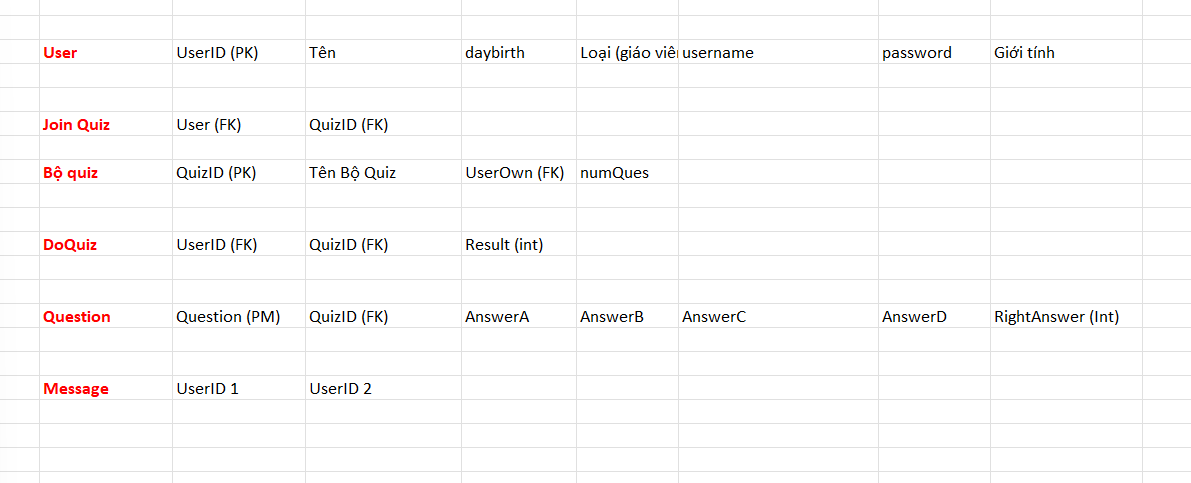 User UserID (PK) Tên daybirth Loại (giáo viê username password Giới tính
Join Quiz User (FK) QuizID (FK)
Bộ quiz QuizID (PK) Tên Bộ Quiz UserOwn (FK) numQues
DoQuiz UserID (FK) QuizID (FK) Result (int)
Question Question (PM) QuizID (FK) AnswerA AnswerB AnswerC AnswerD RightAnswer (Int)
Message UserID 1 UserID 2